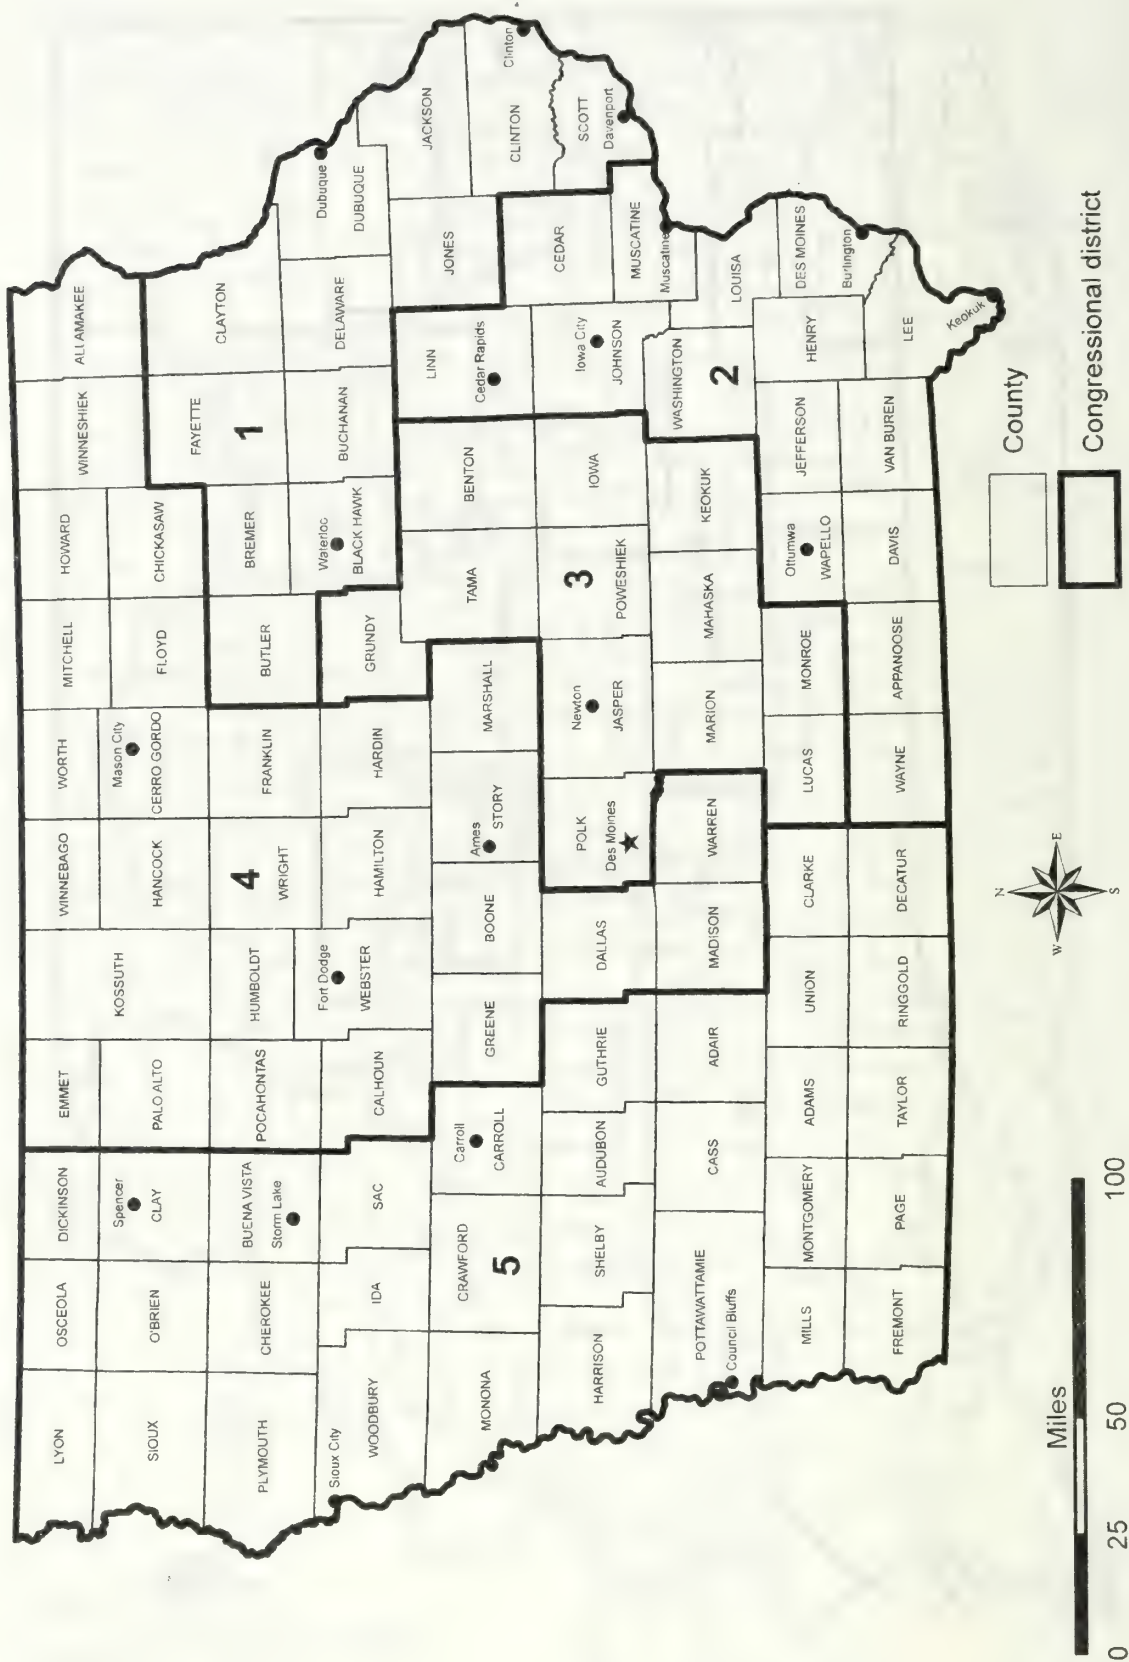 LYON
OSCEOLA
DICKINSON
EMMET
KOSSUTH
WINNEBAGO
WORTH
MITCHELL
HOWARD
WINNESHIEK
ALLAMAKEE
SIOUX
O'BRIEN
Spencer
CLAY
PALO ALTO
HANCOCK
Mason City
CERRO GORDO
FLOYD
CHICKASAW
FAYETTE
CLAYTON
PLYMOUTH
CHEROKEE
BUENA VISTA
Storm Lake
POCAHONTAS
HUMBOLDT
4
WRIGHT
FRANKLIN
BUTLER
BREMER
1
Sioux City
WOODBURY
IDA
SAC
CALHOUN
Fort Dodge
WEBSTER
HAMILTON
HARDIN
GRUNDY
Waterloo
BLACK HAWK
BUCHANAN
DELAWARE
Dubuque
DUBUQUE
MONONA
CRAWFORD
5
Carroll
CARROLL
GREENE
BOONE
Ames
STORY
MARSHALL
TAMA
BENTON
LINN
Cedar Rapids
JONES
JACKSON
HARRISON
SHELBY
AUDUBON
GUTHRIE
DALLAS
POLK
Des Moines
Newton
JASPER
3
POWESHIEK
IOWA
Iowa City
JOHNSON
CEDAR
CLINTON
Clinton
SCOTT
Davenport
POTTAWATTAMIE
Council Bluffs
CASS
ADAIR
MADISON
WARREN
MARION
MAHASKA
KEOKUK
WASHINGTON
2
MUSCATINE
Muscatine
LOUISA
MILLS
MONTGOMERY
ADAMS
UNION
CLARKE
LUCAS
MONROE
Ottumwa
WAPELLO
JEFFERSON
HENRY
DES MOINES
Burlington
FREMONT
PAGE
TAYLOR
RINGGOLD
DECATUR
WAYNE
APPANOOSE
DAVIS
VAN BUREN
LEE
Keokuk
N
W E
S
County
Congressional district
Miles
0 25 50 100